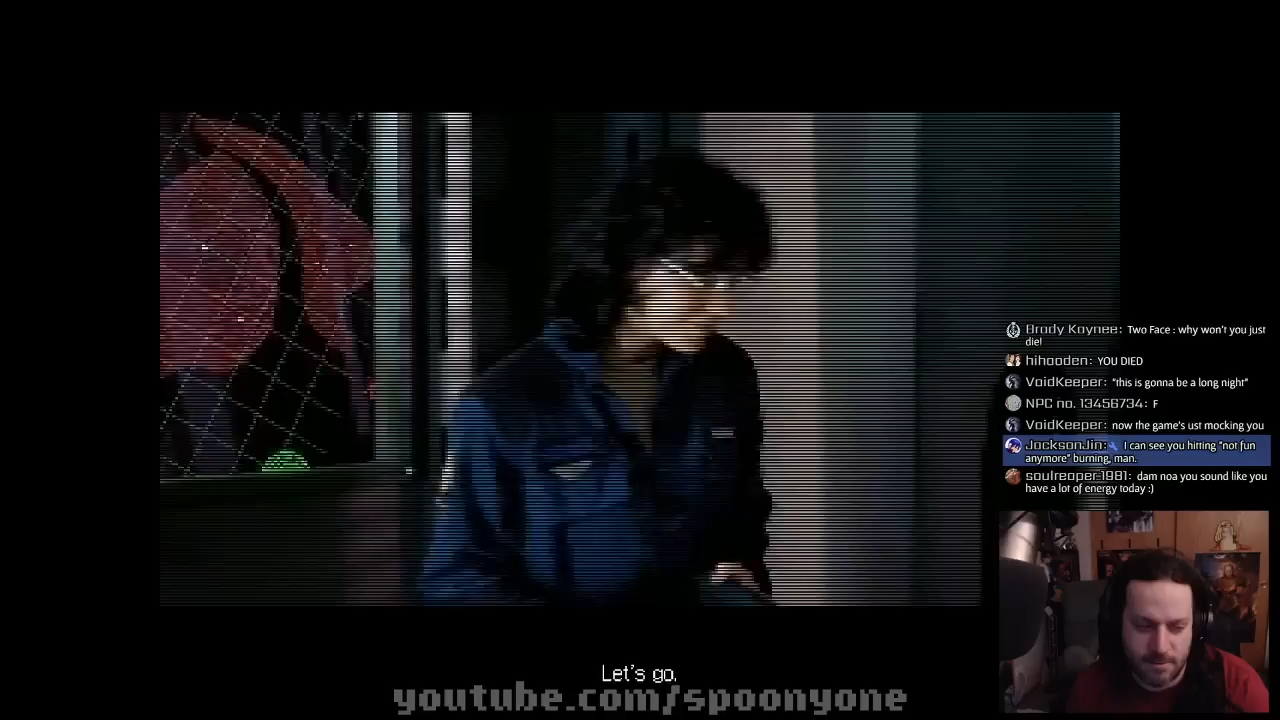 Brady Kaynee: Two Face : why won't you just
die!
hihooden: YOU DIED
VoidKeeper: "this is gonna be a long night"
NPC no. 13456734: F
VoidKeeper: now the game's ust mocking you
JacksonJin: I can see you hitting "not fun
anymore" burning, man.
soulreaper1981: dam noa you sound like you
have a lot of energy today :)
Let's go.
youtube.com/spoonyone